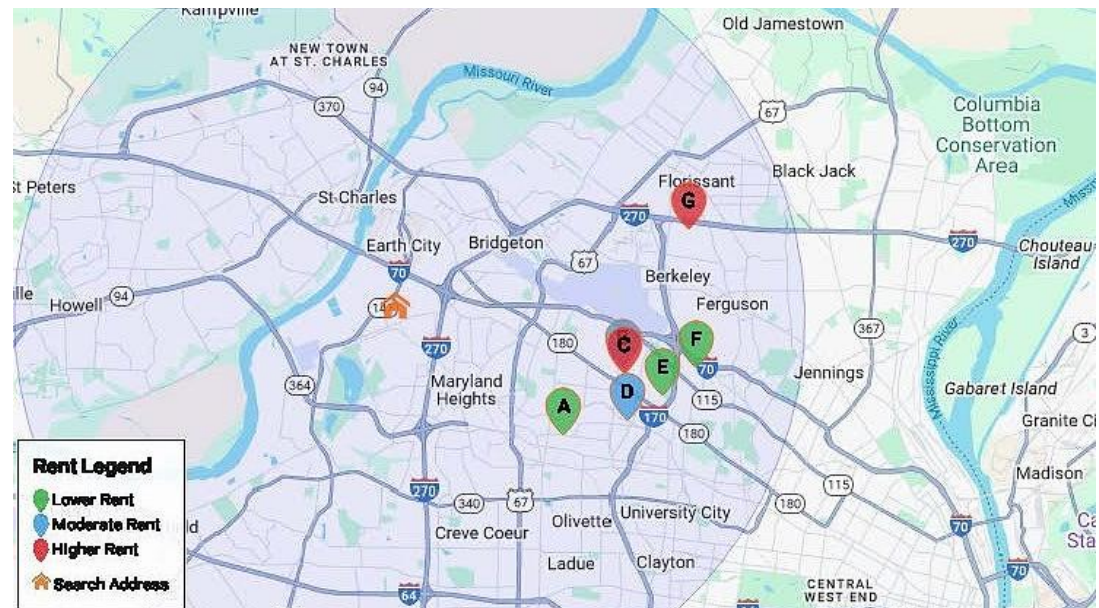 Kampville
Old Jamestown
NEW TOWN
AT ST. CHARLES
94
370
Missouri River
67
Columbia
Bottom
Conservation
Area
St Peters
St Charles
Florissant
Black Jack
G
270
Earth City
Bridgeton
270
Chouteau
Island
70
67
Berkeley
Howell
94
Ferguson
367
3
180
C
F
70
270
E
Mississippi River
364
Maryland
Heights
D
115
Jennings
Gabaret Island
A
170
180
Granite Ci
Rent Legend
Lower Rent
Moderate Rent
Higher Rent
Search Address
Madison
270
340
67
180
115
University City
Olivette
Creve Coeur
70
Ladue
Clayton
70
64
CENTRAL
WEST END